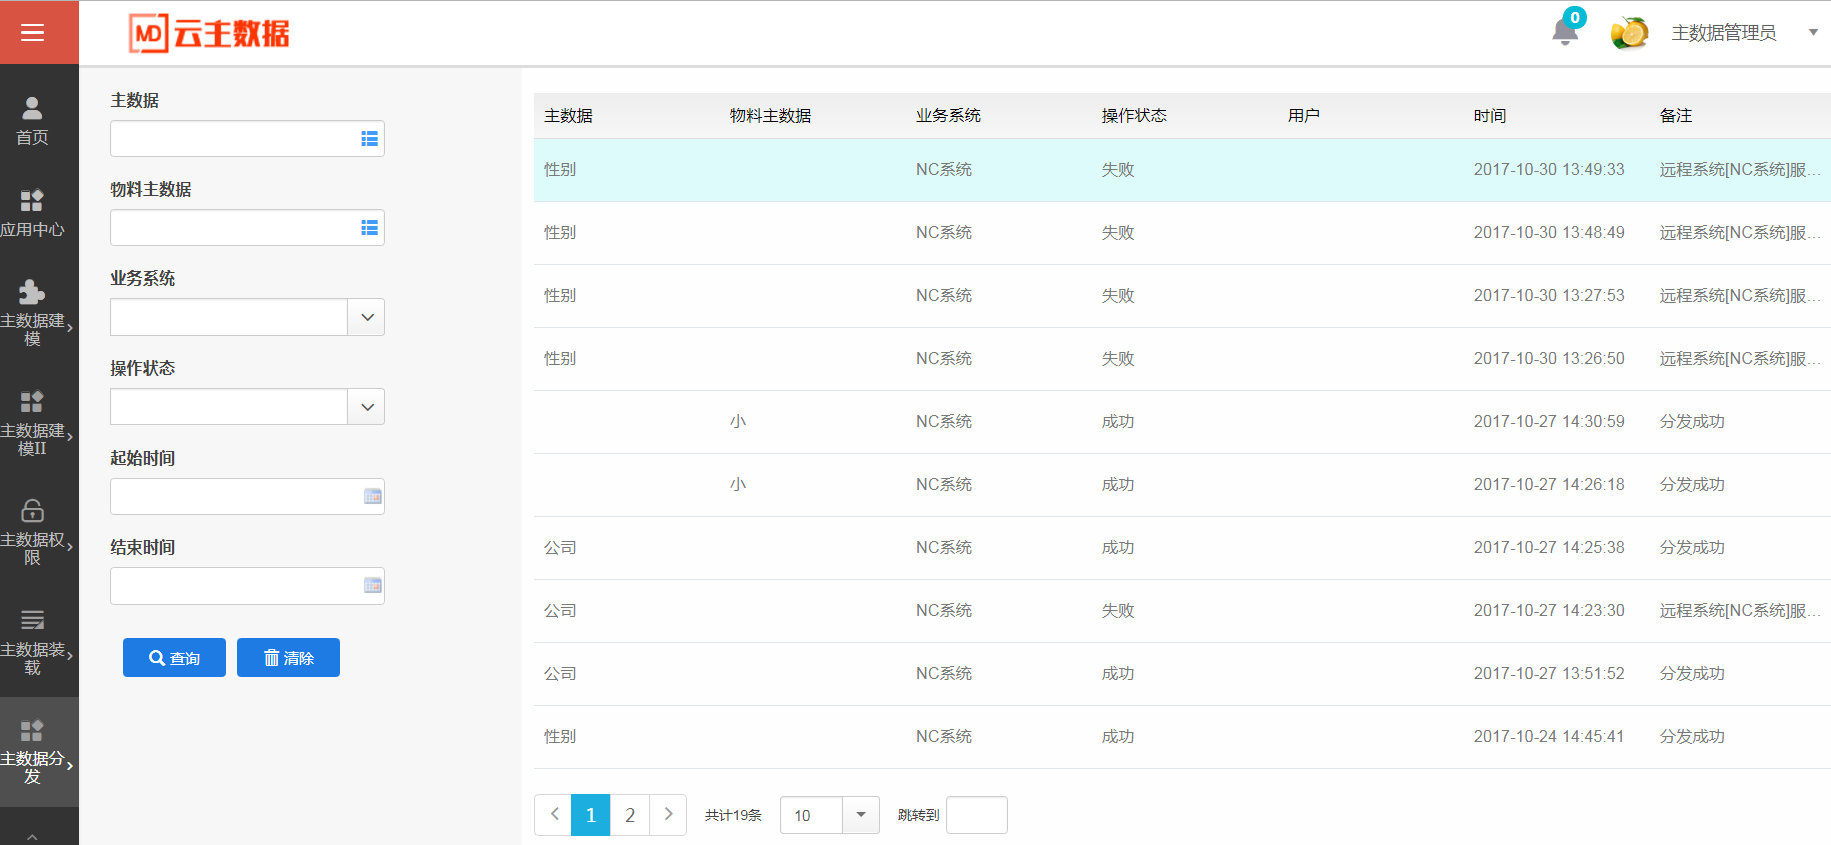 MD 云主数据
0
主数据管理员
首页
应用中心
主数据建
模
主数据建
模II
主数据权
限
主数据装
载
主数据分
发
主数据
物料主数据
业务系统
操作状态
起始时间
结束时间
查询 清除
主数据 物料主数据 业务系统 操作状态 用户 时间 备注
性别 NC系统 失败 2017-10-30 13:49:33 远程系统[NC系统]服...
性别 NC系统 失败 2017-10-30 13:48:49 远程系统[NC系统]服...
性别 NC系统 失败 2017-10-30 13:27:53 远程系统[NC系统]服...
性别 NC系统 失败 2017-10-30 13:26:50 远程系统[NC系统]服...
小 NC系统 成功 2017-10-27 14:30:59 分发成功
小 NC系统 成功 2017-10-27 14:26:18 分发成功
公司 NC系统 成功 2017-10-27 14:25:38 分发成功
公司 NC系统 失败 2017-10-27 14:23:30 远程系统[NC系统]服...
公司 NC系统 成功 2017-10-27 13:51:52 分发成功
性别 NC系统 成功 2017-10-24 14:45:41 分发成功
1 2 共计19条 10 跳转到